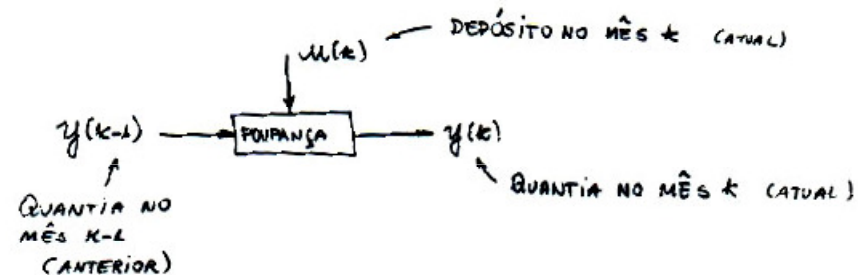 DEPÓSITO NO MÊS k (ATUAL)
u(k)
y(k-1)
POUPANÇA
y(k)
QUANTIA NO MÊS k (ATUAL)
QUANTIA NO
MÊS K-1
(ANTERIOR)